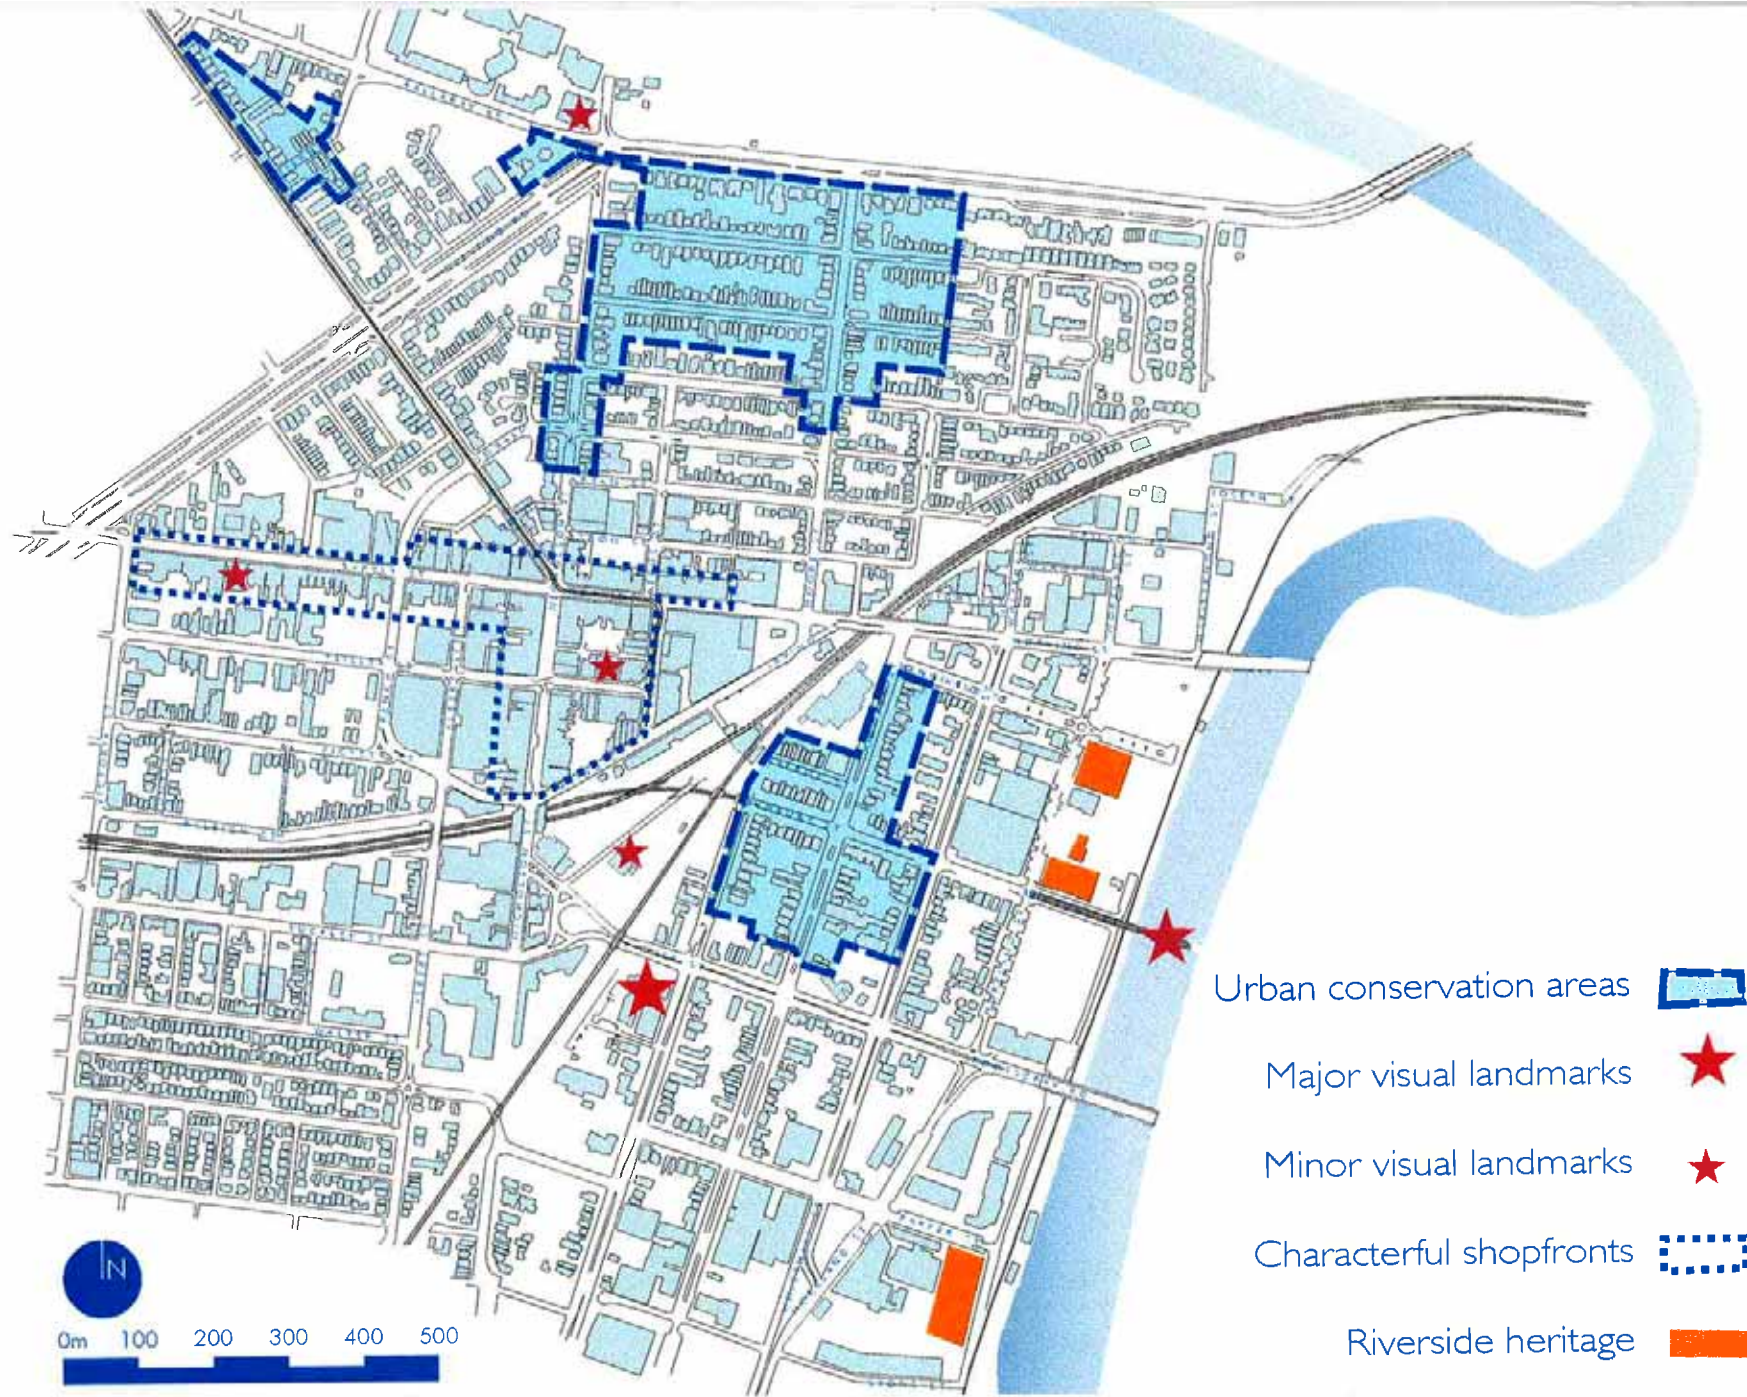 Urban conservation areas
Major visual landmarks
Minor visual landmarks
Characterful shopfronts
Riverside heritage
N
0m 100 200 300 400 500